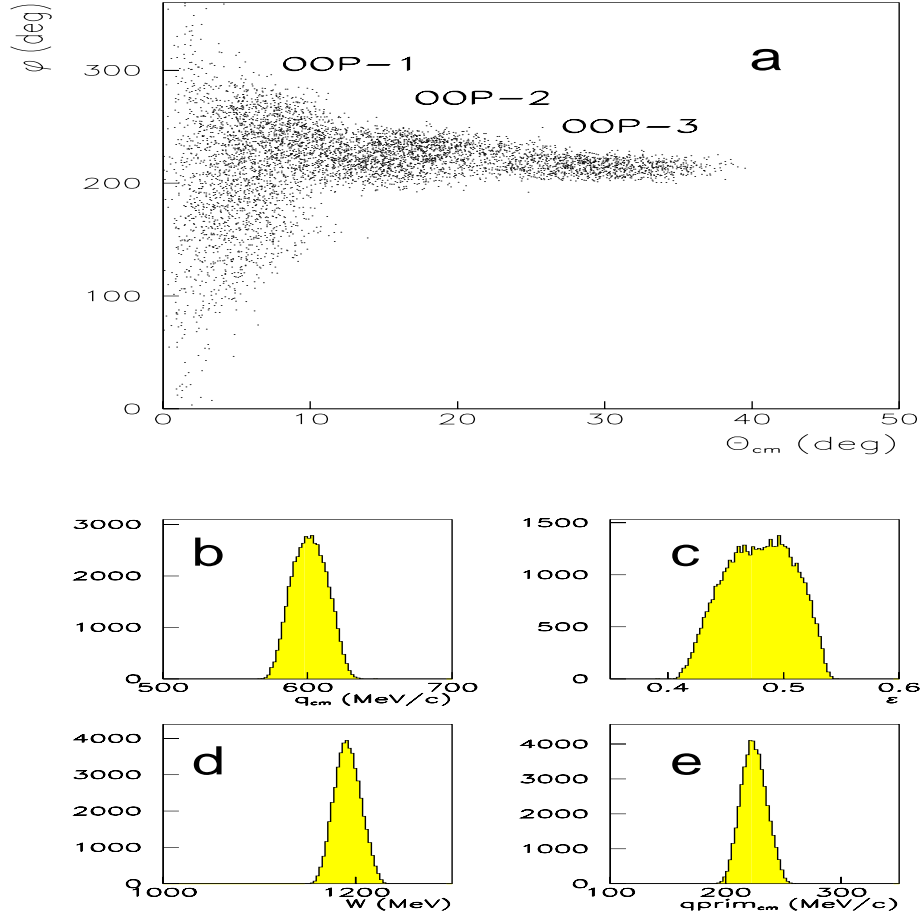 φ (deg)
a
OOP-1
OOP-2
OOP-3
300
200
100
0
0 10 20 30 40 50
Θcm (deg)
b
3000
2000
1000
0
500 600 700
qcm (MeV/c)
c
1500
1000
500
0
0.4 0.5 0.6
ε
d
4000
3000
2000
1000
0
1000 1200
W (MeV)
e
4000
3000
2000
1000
0
100 200 300
qprimcm (MeV/c)